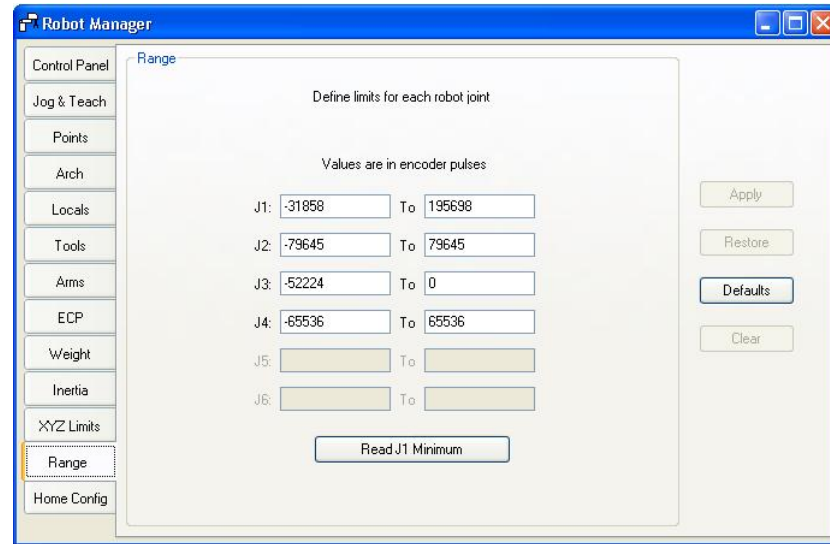 Robot Manager
Control Panel
Jog & Teach
Points
Arch
Locals
Tools
Arms
ECP
Weight
Inertia
XYZ Limits
Range
Home Config
Range
Define limits for each robot joint
Values are in encoder pulses
J1: -31858 To 195698
J2: -79645 To 79645
J3: -52224 To 0
J4: -65536 To 65536
J5: To
J6: To
Read J1 Minimum
Apply
Restore
Defaults
Clear